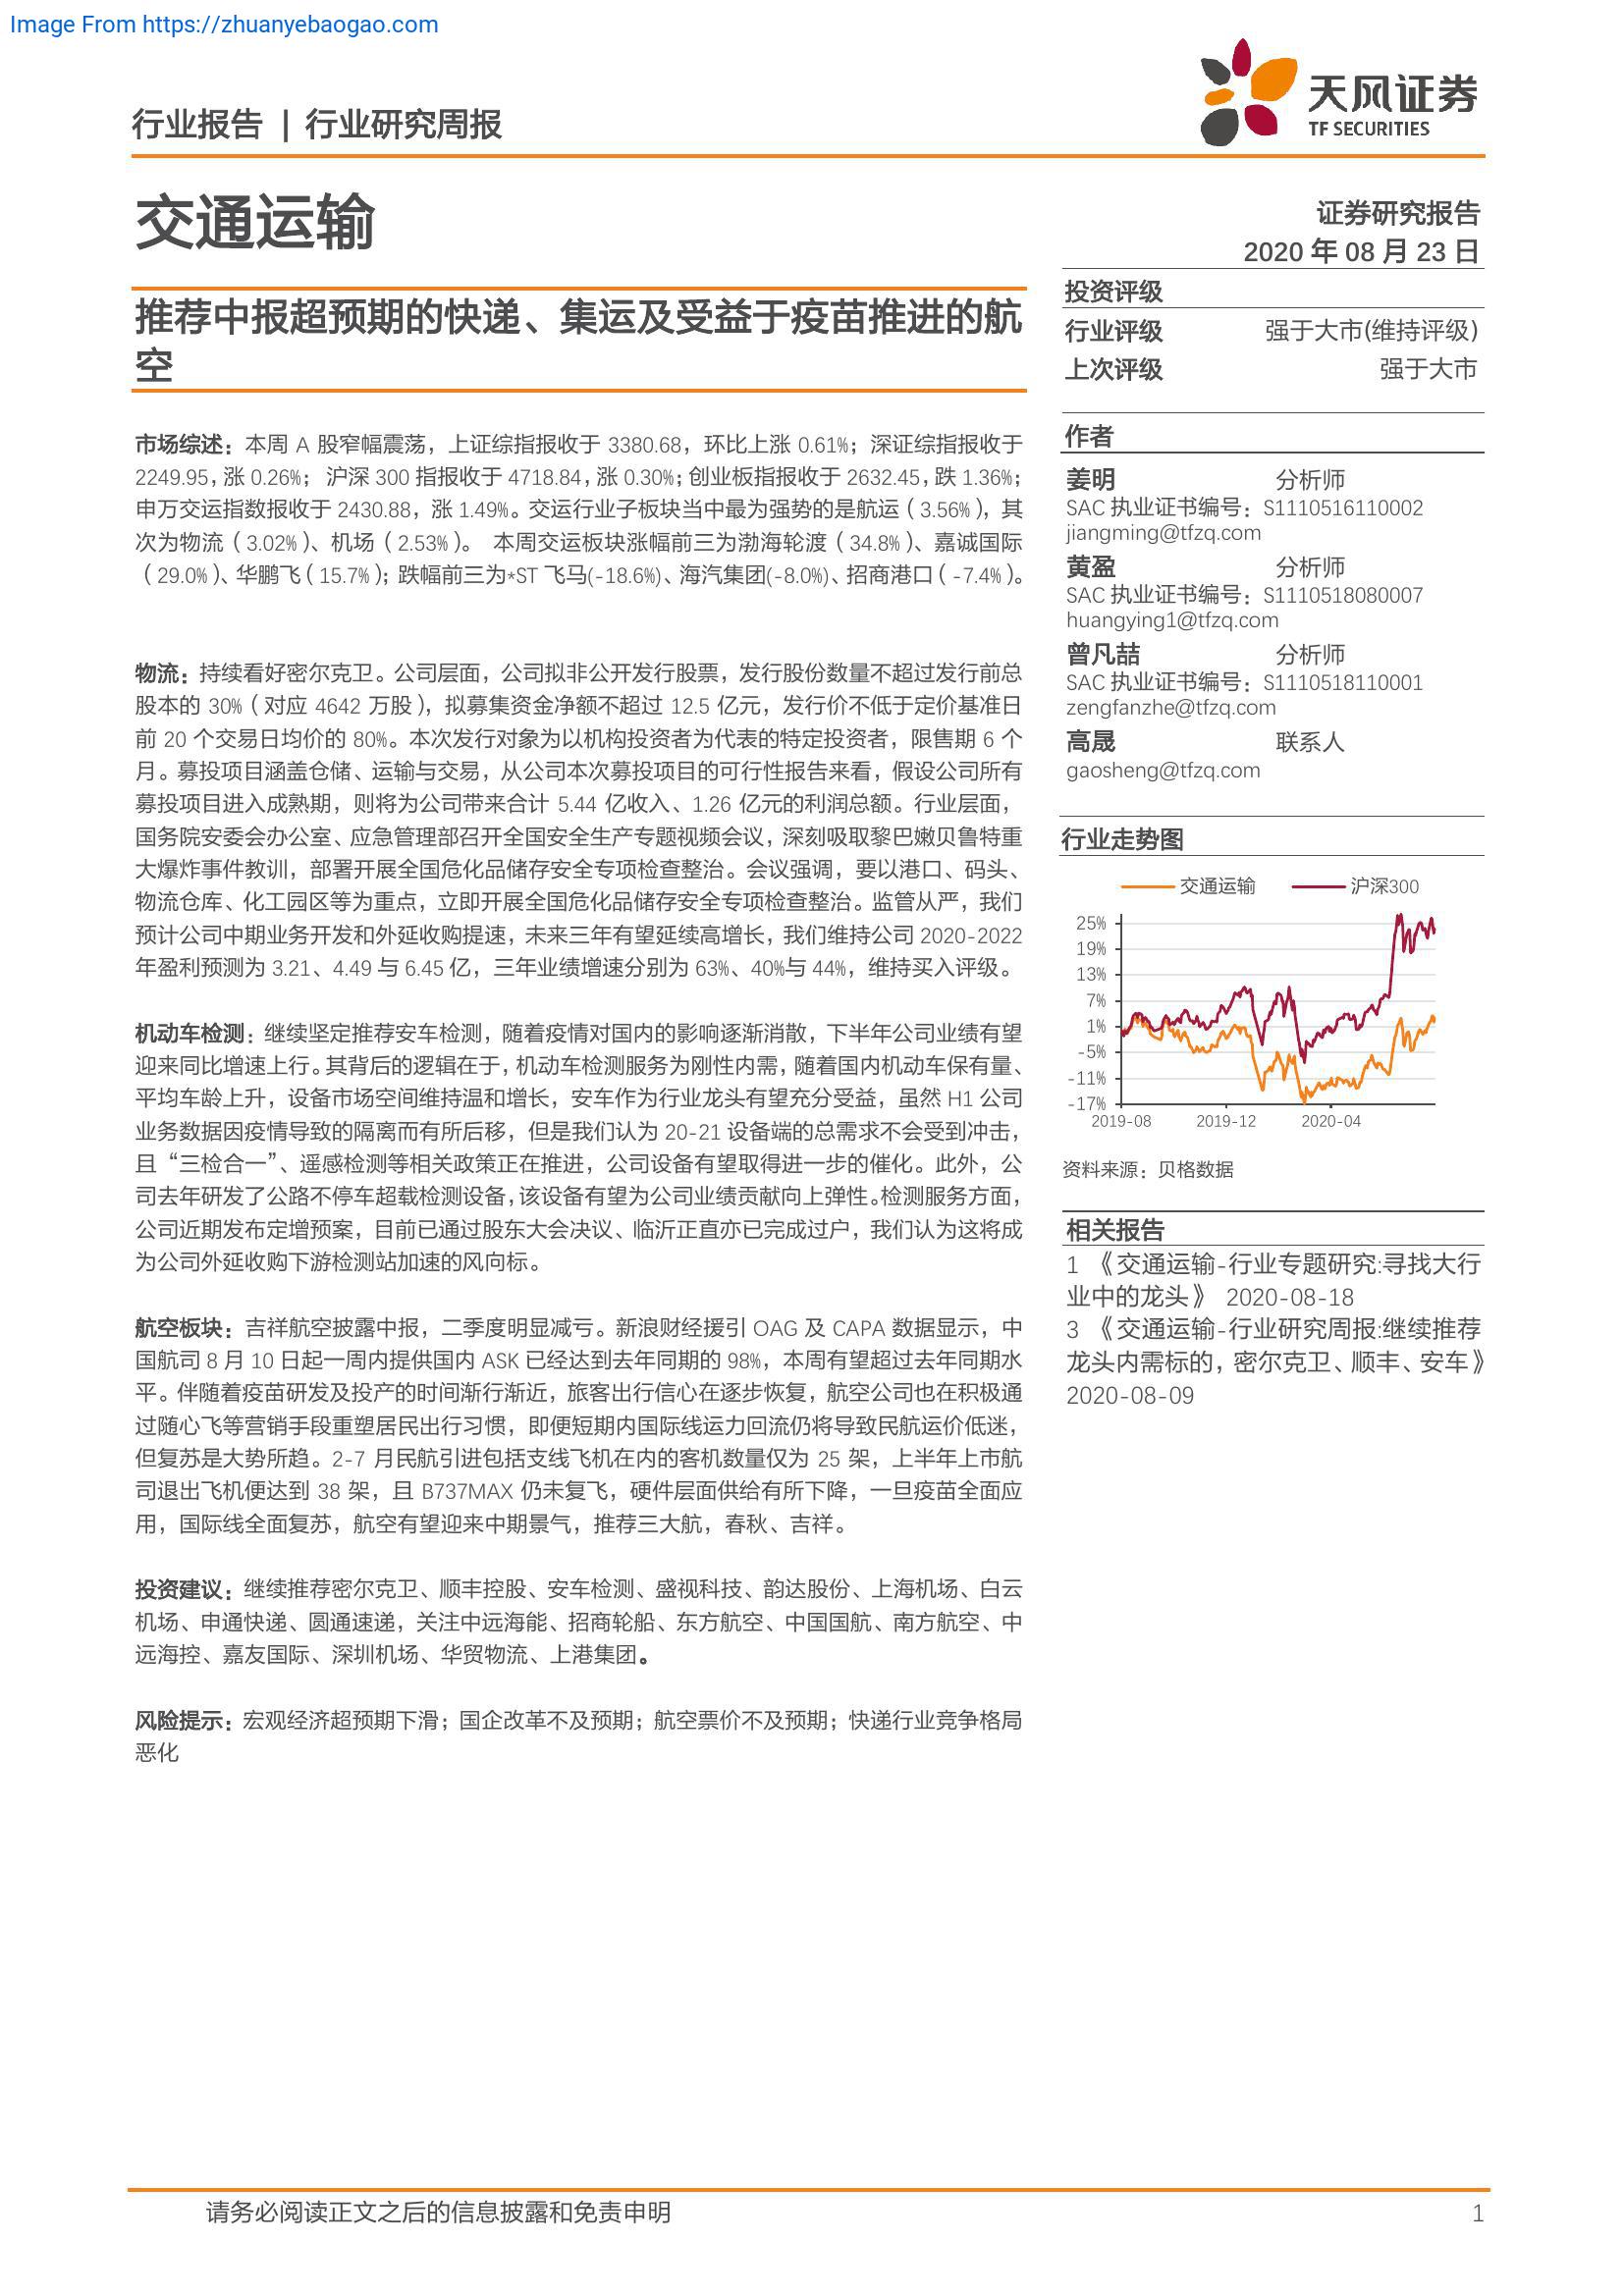 Image From https://zhuanyebaogao.com
行业报告 | 行业研究周报
天风证券
TF SECURITIES
交通运输
证券研究报告
2020 年 08 月 23 日
推荐中报超预期的快递、集运及受益于疫苗推进的航
空
市场综述：本周 A 股窄幅震荡，上证综指报收于 3380.68，环比上涨 0.61%；深证综指报收于
2249.95，涨 0.26%； 沪深 300 指报收于 4718.84，涨 0.30%；创业板指报收于 2632.45，跌 1.36%；
申万交运指数报收于 2430.88，涨 1.49%。交运行业子板块当中最为强势的是航运（3.56%），其
次为物流（3.02%）、机场（2.53%）。 本周交运板块涨幅前三为渤海轮渡（34.8%）、嘉诚国际
（29.0%）、华鹏飞（15.7%）；跌幅前三为*ST 飞马(-18.6%)、海汽集团(-8.0%)、招商港口（-7.4%）。
物流：持续看好密尔克卫。公司层面，公司拟非公开发行股票，发行股份数量不超过发行前总
股本的 30%（对应 4642 万股），拟募集资金净额不超过 12.5 亿元，发行价不低于定价基准日
前 20 个交易日均价的 80%。本次发行对象为以机构投资者为代表的特定投资者，限售期 6 个
月。募投项目涵盖仓储、运输与交易，从公司本次募投项目的可行性报告来看，假设公司所有
募投项目进入成熟期，则将为公司带来合计 5.44 亿收入、1.26 亿元的利润总额。行业层面，
国务院安委会办公室、应急管理部召开全国安全生产专题视频会议，深刻吸取黎巴嫩贝鲁特重
大爆炸事件教训，部署开展全国危化品储存安全专项检查整治。会议强调，要以港口、码头、
物流仓库、化工园区等为重点，立即开展全国危化品储存安全专项检查整治。监管从严，我们
预计公司中期业务开发和外延收购提速，未来三年有望延续高增长，我们维持公司 2020-2022
年盈利预测为 3.21、4.49 与 6.45 亿，三年业绩增速分别为 63%、40%与 44%，维持买入评级。
机动车检测：继续坚定推荐安车检测，随着疫情对国内的影响逐渐消散，下半年公司业绩有望
迎来同比增速上行。其背后的逻辑在于，机动车检测服务为刚性内需，随着国内机动车保有量、
平均车龄上升，设备市场空间维持温和增长，安车作为行业龙头有望充分受益，虽然 H1 公司
业务数据因疫情导致的隔离而有所后移，但是我们认为 20-21 设备端的总需求不会受到冲击，
且“三检合一”、遥感检测等相关政策正在推进，公司设备有望取得进一步的催化。此外，公
司去年研发了公路不停车超载检测设备，该设备有望为公司业绩贡献向上弹性。检测服务方面，
公司近期发布定增预案，目前已通过股东大会决议、临沂正直亦已完成过户，我们认为这将成
为公司外延收购下游检测站加速的风向标。
航空板块：吉祥航空披露中报，二季度明显减亏。新浪财经援引 OAG 及 CAPA 数据显示，中
国航司 8 月 10 日起一周内提供国内 ASK 已经达到去年同期的 98%，本周有望超过去年同期水
平。伴随着疫苗研发及投产的时间渐行渐近，旅客出行信心在逐步恢复，航空公司也在积极通
过随心飞等营销手段重塑居民出行习惯，即便短期内国际线运力回流仍将导致民航运价低迷，
但复苏是大势所趋。2-7 月民航引进包括支线飞机在内的客机数量仅为 25 架，上半年上市航
司退出飞机便达到 38 架，且 B737MAX 仍未复飞，硬件层面供给有所下降，一旦疫苗全面应
用，国际线全面复苏，航空有望迎来中期景气，推荐三大航，春秋、吉祥。
投资建议：继续推荐密尔克卫、顺丰控股、安车检测、盛视科技、韵达股份、上海机场、白云
机场、申通快递、圆通速递，关注中远海能、招商轮船、东方航空、中国国航、南方航空、中
远海控、嘉友国际、深圳机场、华贸物流、上港集团。
风险提示：宏观经济超预期下滑；国企改革不及预期；航空票价不及预期；快递行业竞争格局
恶化
投资评级
行业评级 强于大市(维持评级)
上次评级 强于大市
作者
姜明 分析师
SAC 执业证书编号：S1110516110002
jiangming@tfzq.com
黄盈 分析师
SAC 执业证书编号：S1110518080007
huangying1@tfzq.com
曾凡喆 分析师
SAC 执业证书编号：S1110518110001
zengfanzhe@tfzq.com
高晟 联系人
gaosheng@tfzq.com
行业走势图
交通运输 沪深300
25%
19%
13%
7%
1%
-5%
-11%
-17%
2019-08 2019-12 2020-04
资料来源：贝格数据
相关报告
1 《交通运输-行业专题研究:寻找大行
业中的龙头》 2020-08-18
3 《交通运输-行业研究周报:继续推荐
龙头内需标的，密尔克卫、顺丰、安车》
2020-08-09
请务必阅读正文之后的信息披露和免责申明 1